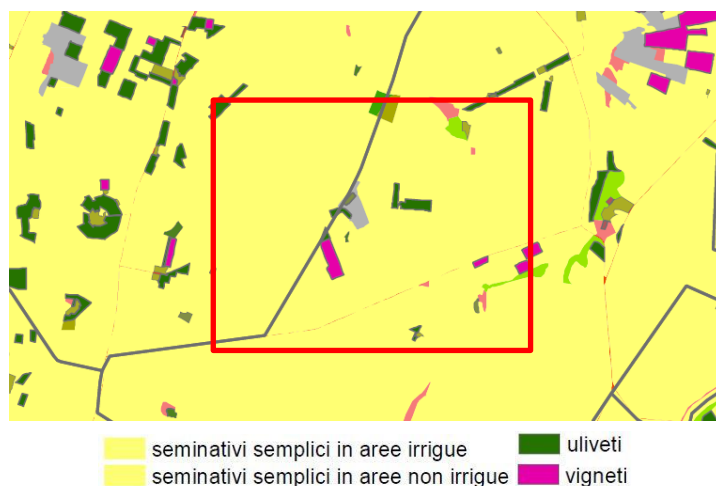 seminativi semplici in aree irrigue
uliveti
seminativi semplici in aree non irrigue
vigneti